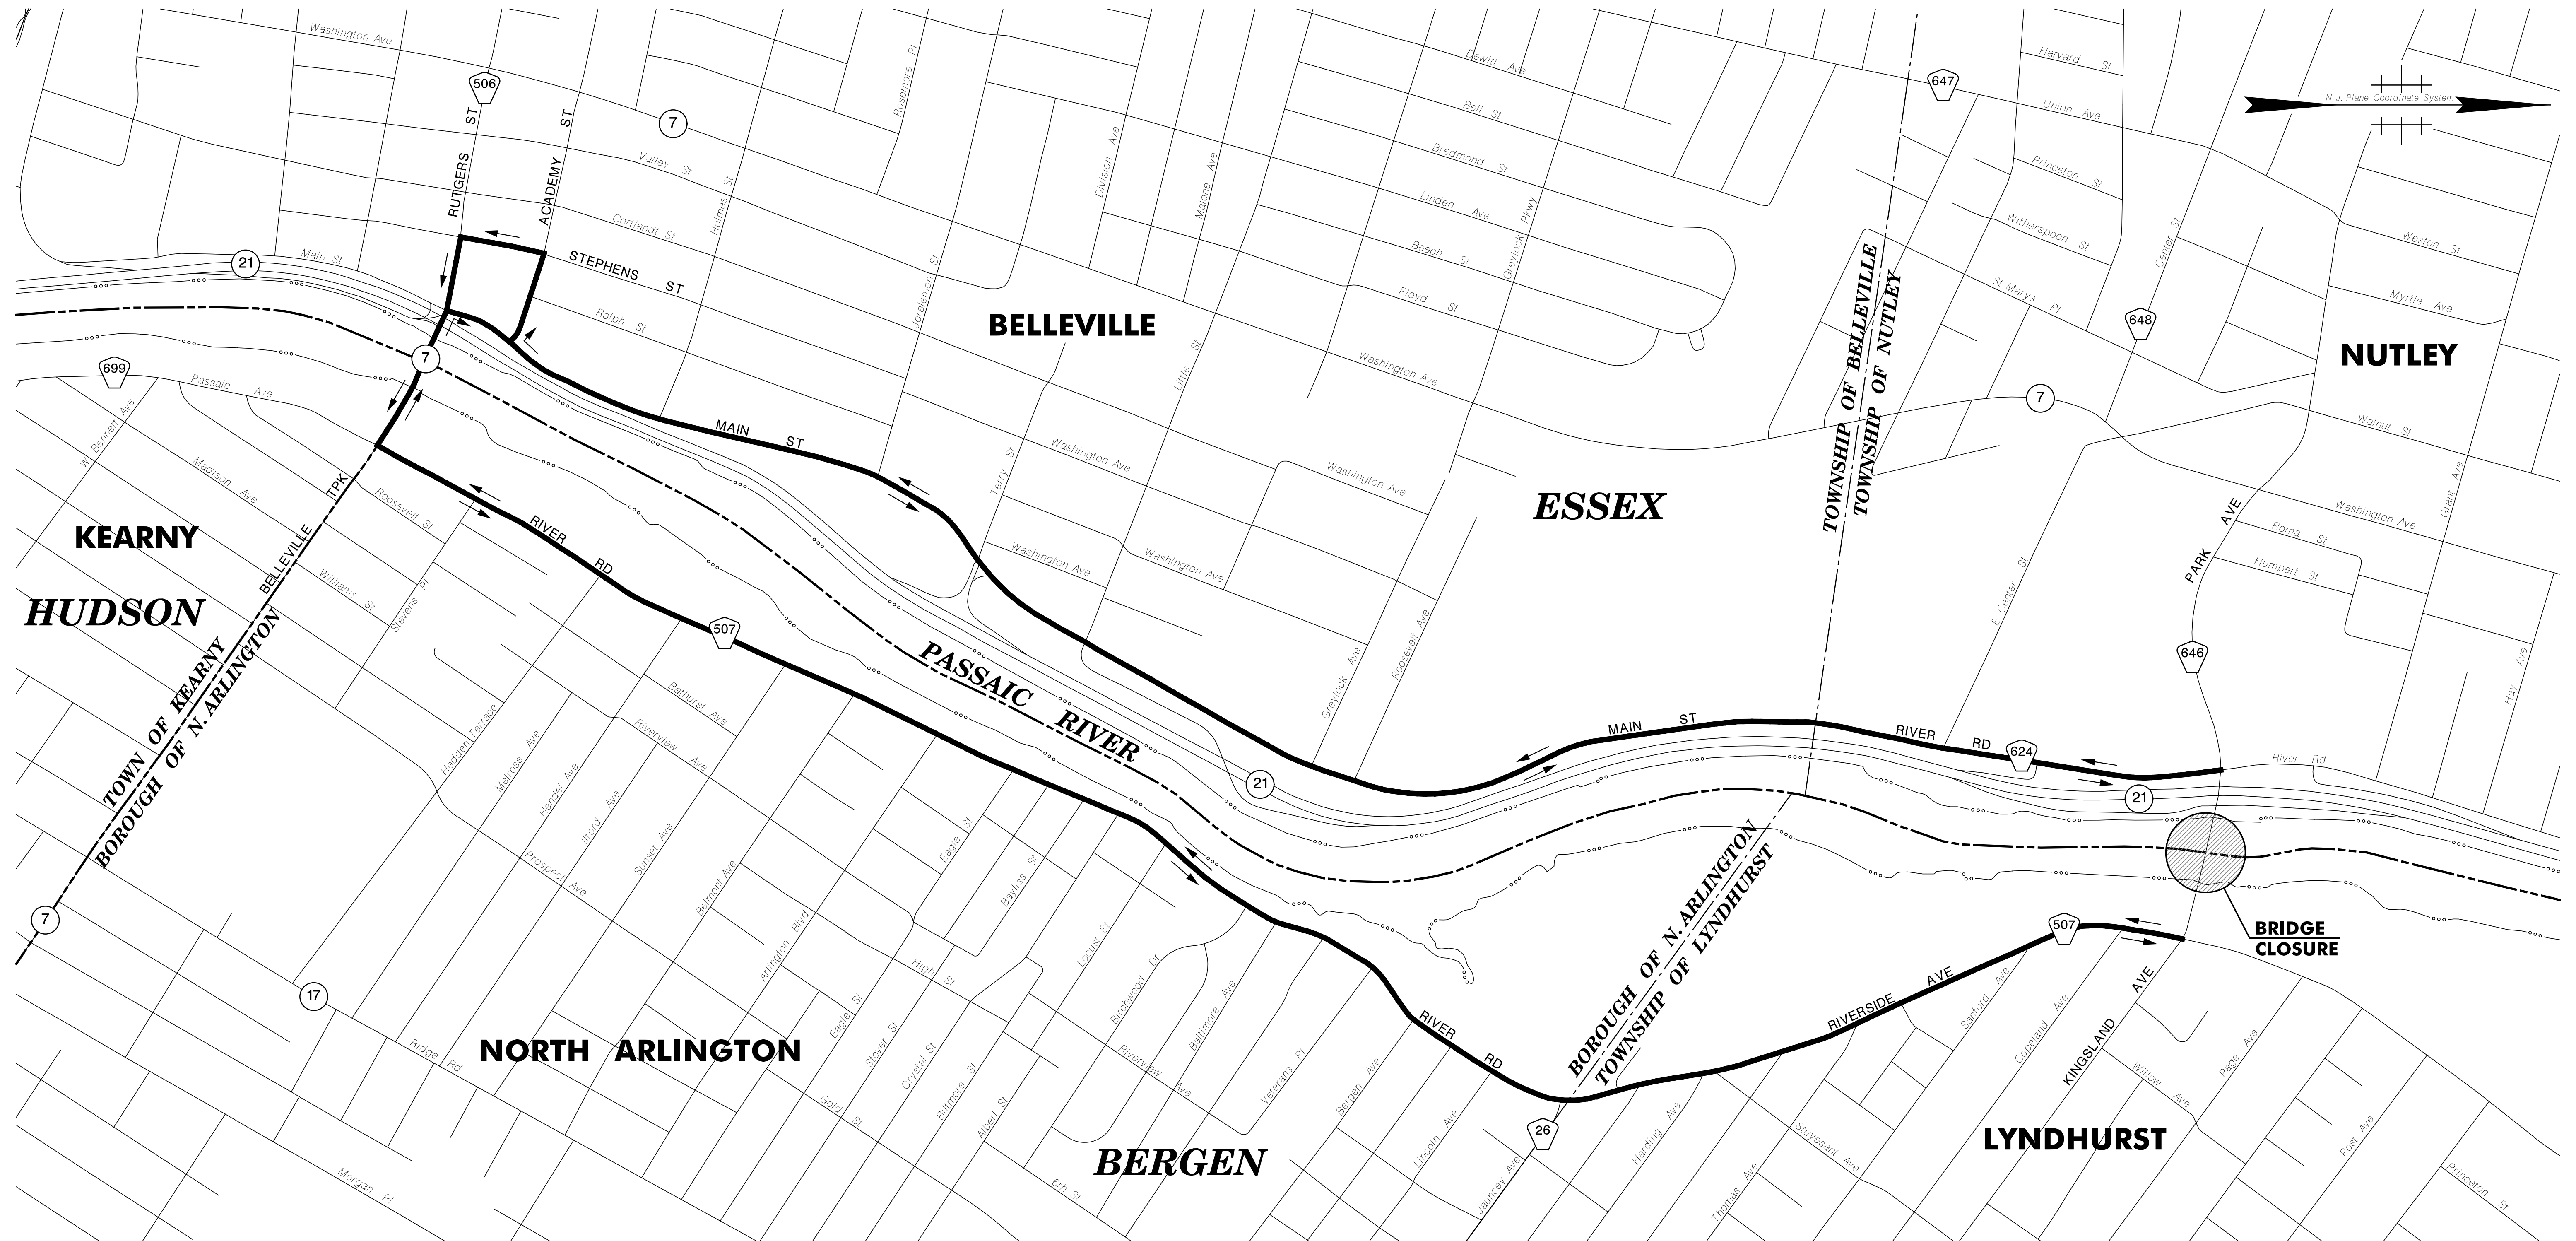 Washington Ave
506
RUTGERS ST
ACADEMY ST
7
Rosemore Pl
Valley St
Holmes St
Cortlandt St
Division Ave
Malone Ave
Dewitt Ave
Bell St
Bredmond St
Linden Ave
Beech St
Greylock Pkwy
Floyd St
647
Union Ave
Harvard St
N.J. Plane Coordinate System
Princeton St
Witherspoon St
Center St
St.Marys Pl
Weston St
Myrtle Ave
648
NUTLEY
Main St
21
STEPHENS ST
Ralph St
Joralemon St
BELLEVILLE
Little St
Washington Ave
TOWNSHIP OF BELLEVILLE
TOWNSHIP OF NUTLEY
7
Walnut St
699
Passaic Ave
7
W. Bennett Ave
Madison Ave
MAIN ST
Terry St
Washington Ave
Washington Ave
ESSEX
Grant Ave
Washington Ave
PARK AVE
Roma St
Humpert St
KEARNY
BELLEVILLE TPK
Roosevelt St
RIVER RD
Washington Ave
Washington Ave
E Center St
HUDSON
Williams St
Stevens Pl
507
Greylock Ave
Roosevelt Ave
646
Hay Ave
TOWN OF KEARNY
BOROUGH OF N. ARLINGTON
PASSAIC RIVER
Bathurst Ave
Riverview Ave
Hedden Terrace
Melrose Ave
Hendel Ave
Ilford Ave
Sunset Ave
21
MAIN ST
RIVER RD
624
River Rd
21
Prospect Ave
Belmont Ave
Eagle St
Bayliss St
BOROUGH OF N. ARLINGTON
TOWNSHIP OF LYNDHURST
BRIDGE
CLOSURE
507
7
17
Arlington Blvd
High St
Locust St
Birchwood Dr
Baltimore Ave
RIVER RD
RIVERSIDE AVE
Sanford Ave
Copeland Ave
KINGSLAND AVE
Page Ave
Ridge Rd
NORTH ARLINGTON
Eagle St
Stover St
Crystal St
Biltmore St
Albert St
Riverview Ave
Veterans Pl
Bergen Ave
Lincoln Ave
26
Harding Ave
Stuyesant Ave
Willow Ave
LYNDHURST
Post Ave
Princeton St
Gold St
BERGEN
Morgan Pl
6th St
Jauncey Ave
Thomas Ave